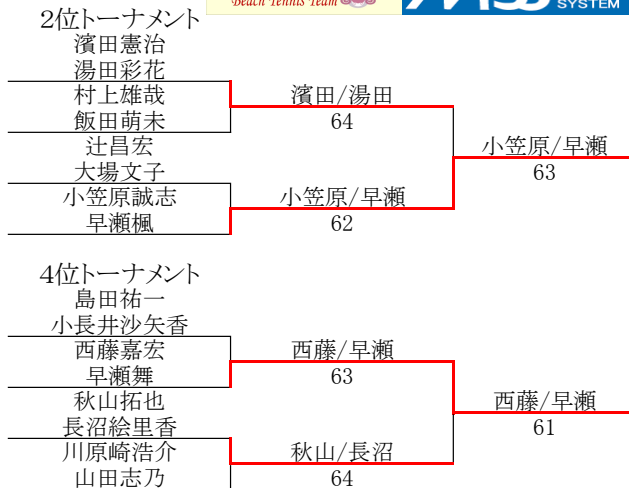 Beach Tennis Team
SYSTEM
2位トーナメント
濱田憲治
湯田彩花
村上雄哉
飯田萌未
辻昌宏
大場文子
小笠原誠志
早瀬楓
濱田/湯田
64
小笠原/早瀬
62
小笠原/早瀬
63
4位トーナメント
島田祐一
小長井沙矢香
西藤嘉宏
早瀬舞
秋山拓也
長沼絵里香
川原崎浩介
山田志乃
西藤/早瀬
63
秋山/長沼
64
西藤/早瀬
61